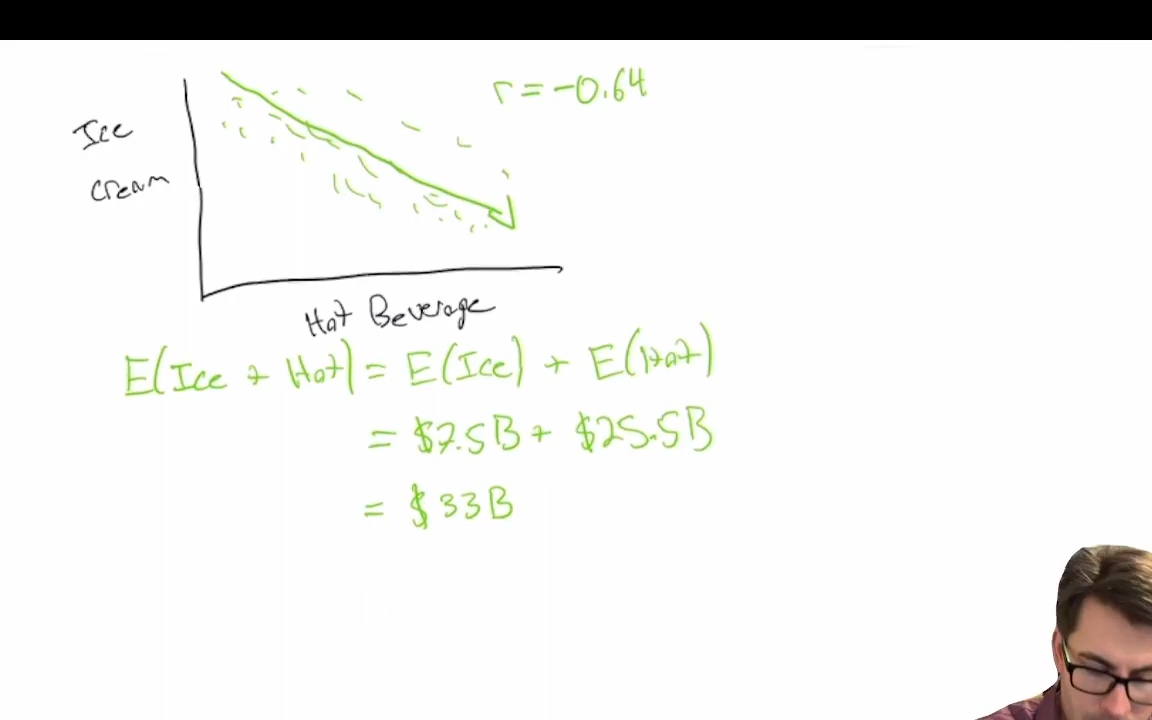 r = -0.64
Ice
Cream
Hot Beverage
E(Ice + Hot) = E(Ice) + E(Hot)
= $7.5B + $25.5B
= $33B